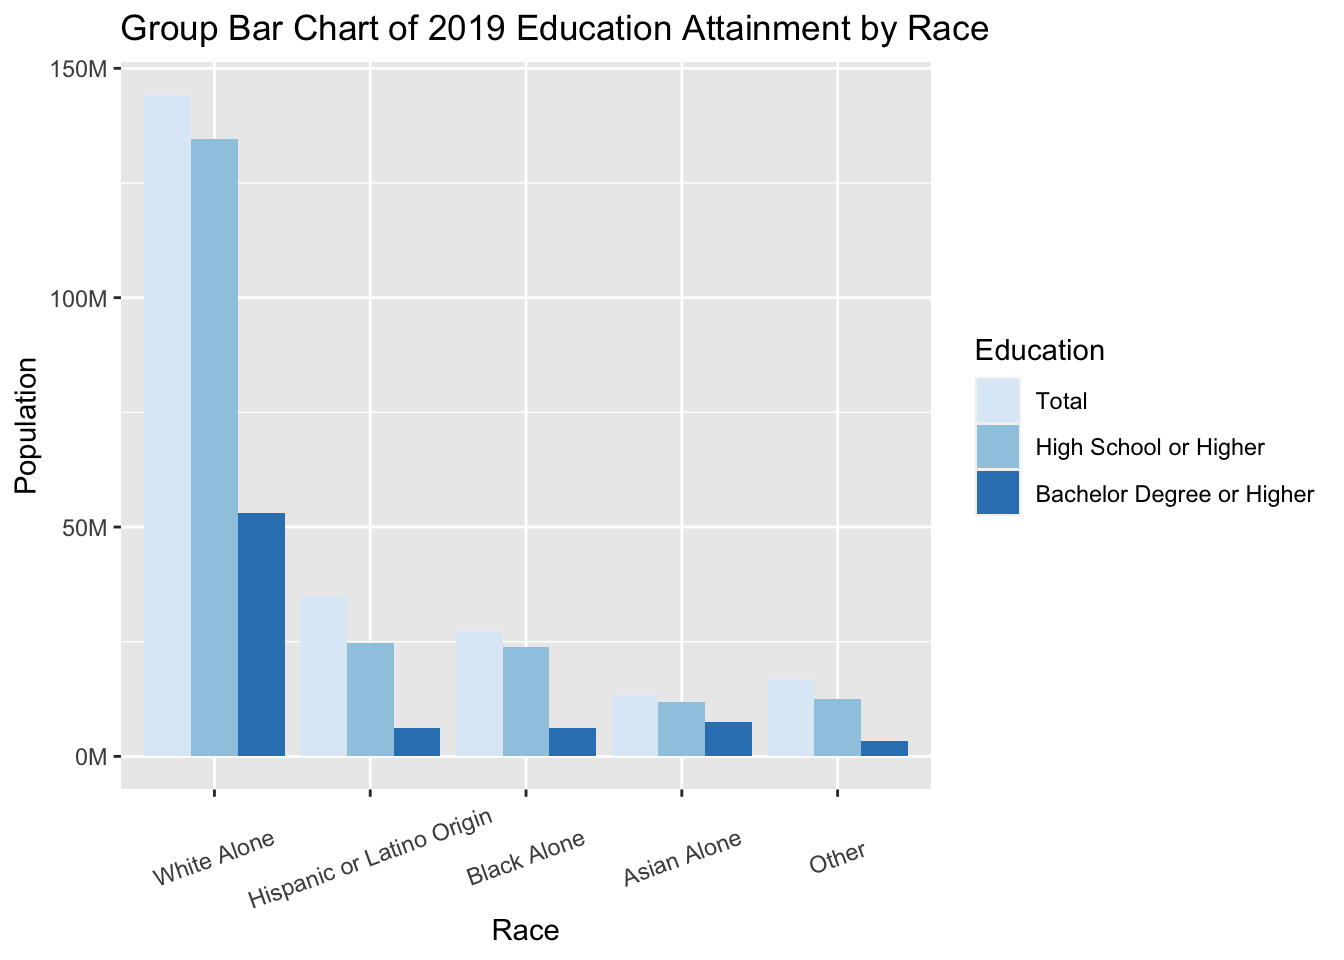 Group Bar Chart of 2019 Education Attainment by Race
150M
100M
50M
0M
Population
White Alone
Hispanic or Latino Origin
Black Alone
Asian Alone
Other
Race
Education
Total
High School or Higher
Bachelor Degree or Higher